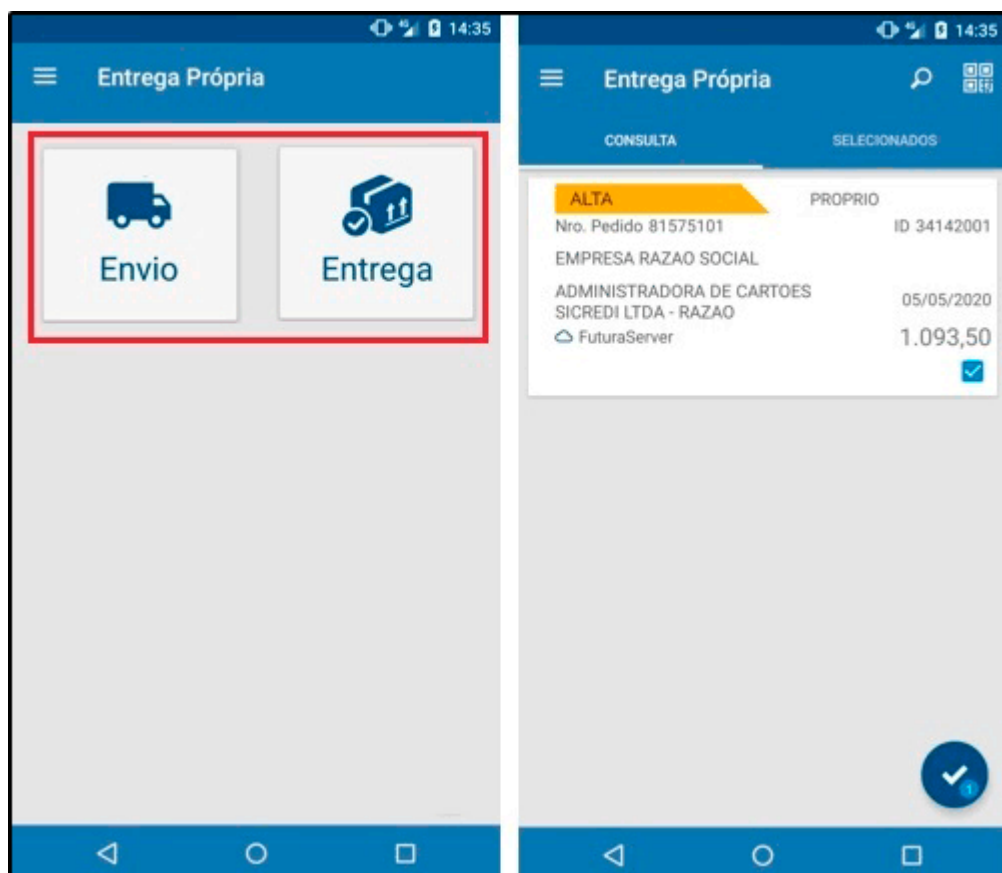 14:35
Entrega Própria
Envio
Entrega
14:35
Entrega Própria
CONSULTA
SELECIONADOS
ALTA
PROPRIO
Nro. Pedido 81575101
ID 34142001
EMPRESA RAZAO SOCIAL
ADMINISTRADORA DE CARTOES
SICREDI LTDA - RAZAO
05/05/2020
FuturaServer
1.093,50
1